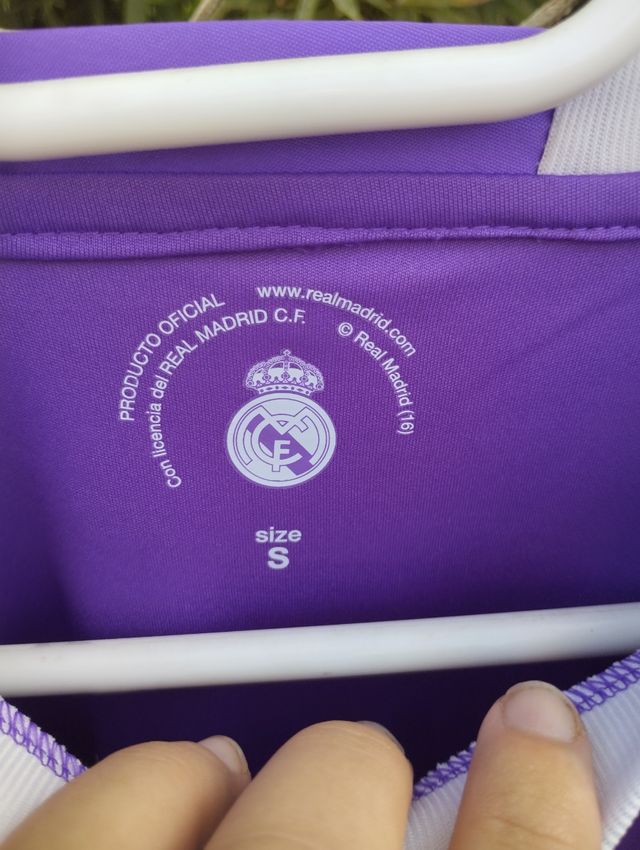 PRODUCTO OFICIAL
www.realmadrid.com
Con licencia del REAL MADRID C.F.
© Real Madrid (16)
size
S